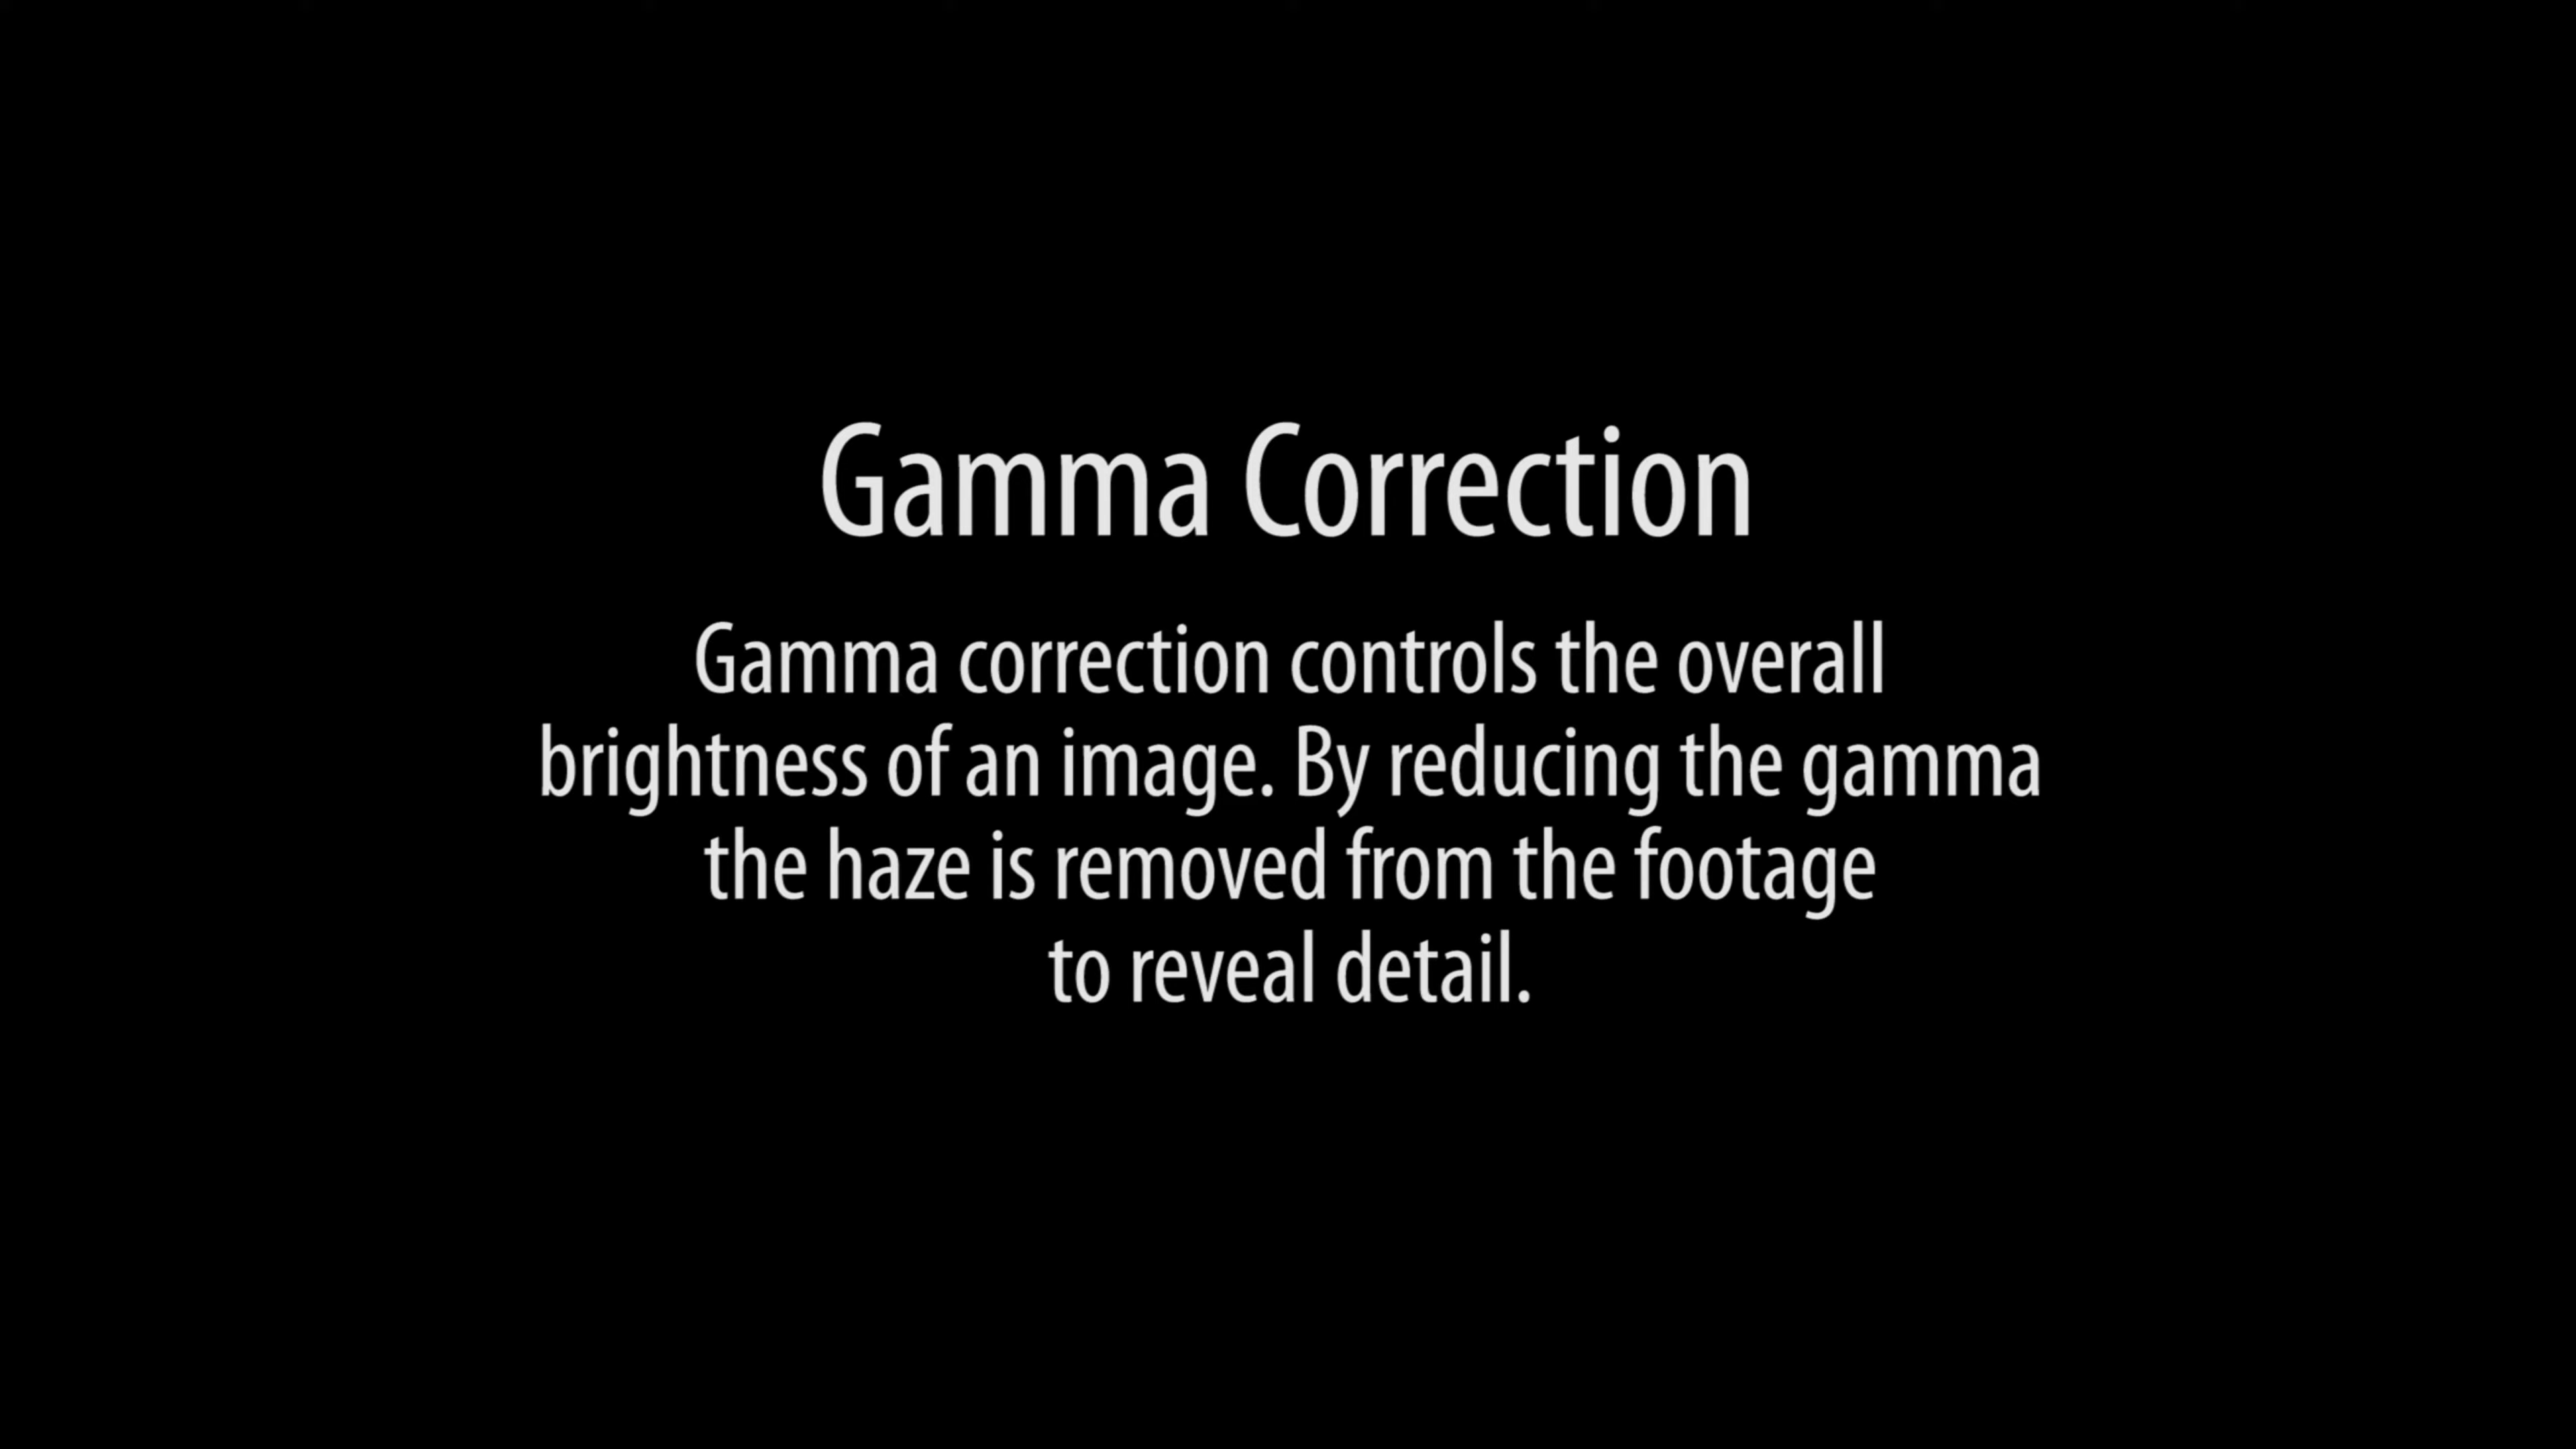 Gamma Correction
Gamma correction controls the overall
brightness of an image. By reducing the gamma
the haze is removed from the footage
to reveal detail.